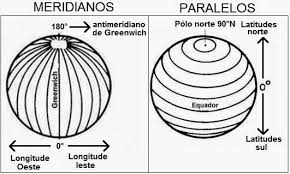 MERIDIANOS
180°
antimeridiano
de Greenwich
Greenwich
0°
Longitude
Oeste
Longitude
leste
PARALELOS
Pólo norte 90°N
Latitudes
norte
Equador
0°
Latitudes
sul